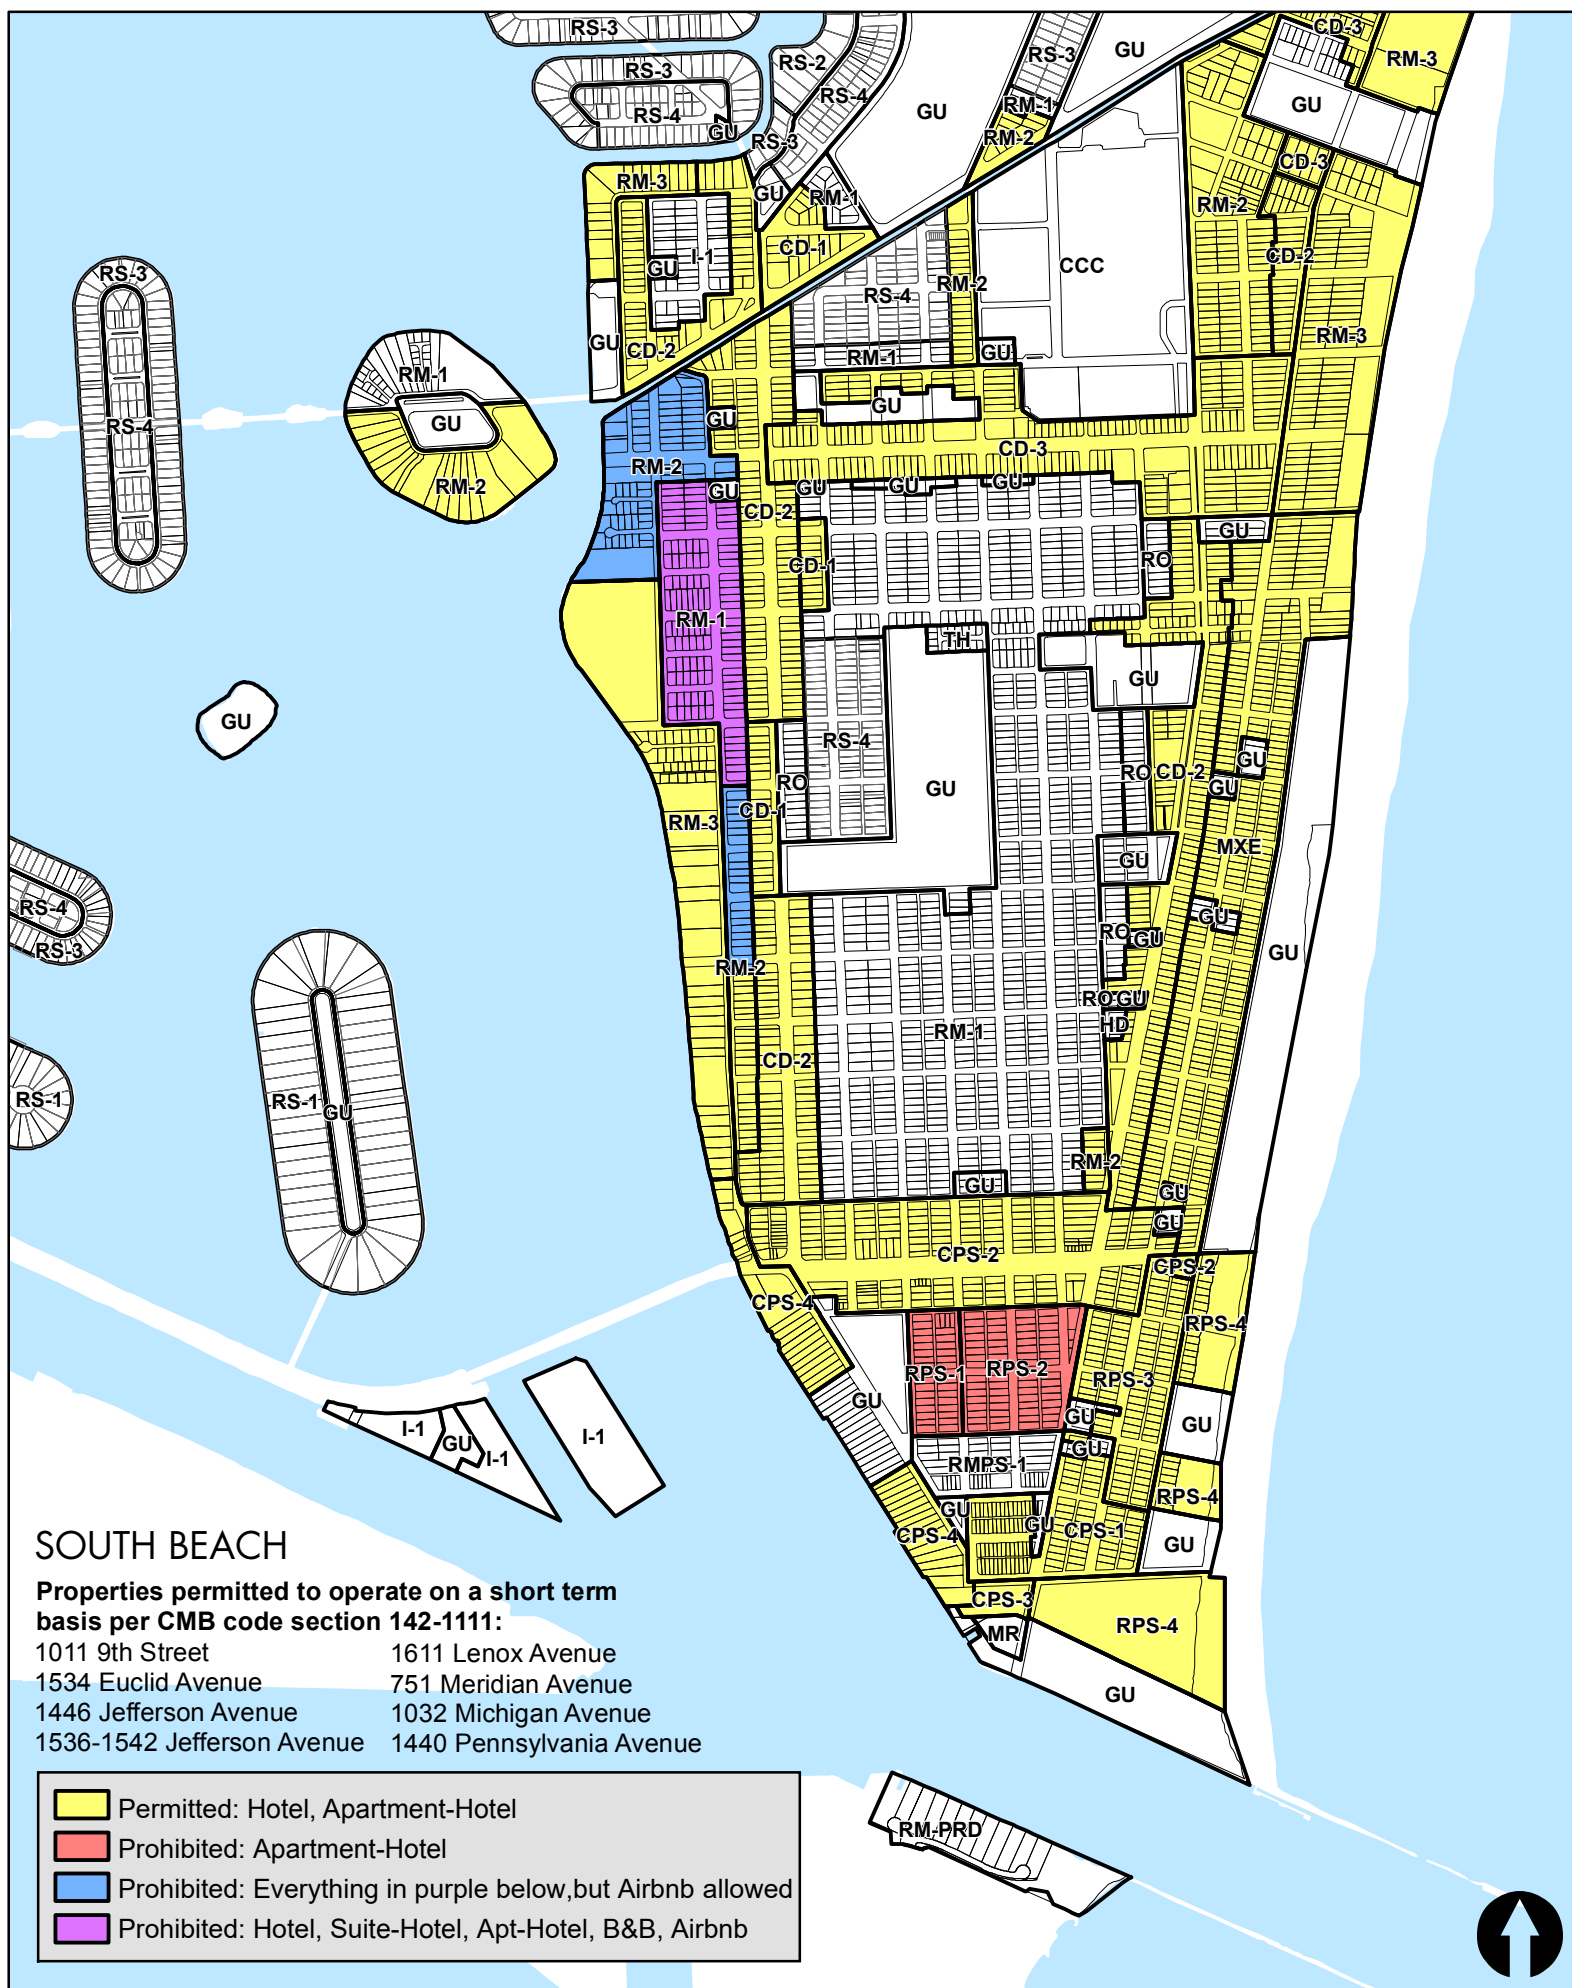 RS-3
CD-3
RS-2
RS-3
GU
RM-3
RS-3
RS-4
RS-4
RM-1
GU
GU
GU
RM-2
RS-3
CD-3
RM-3
GU
RM-1
RM-2
CD-1
I-1
CD-2
CCC
GU
RS-3
RM-2
RS-4
RM-3
GU
CD-2
RM-1
GU
RM-1
GU
GU
GU
RS-4
CD-3
RM-2
GU
GU
GU
GU
RM-2
CD-2
GU
RO
CD-1
RM-1
TH
GU
GU
RS-4
GU
RO
CD-2
RO
GU
GU
CD-1
RM-3
MXE
GU
RS-4
GU
RO
GU
RS-3
GU
RM-2
RO
GU
HD
RM-1
CD-2
RS-1
RS-1
GU
RM-2
GU
GU
GU
CPS-2
CPS-2
CPS-4
RPS-4
RPS-1
RPS-2
RPS-3
GU
GU
GU
I-1
GU
I-1
I-1
GU
RMPS-1
RPS-4
GU
GU
CPS-4
CPS-1
GU
CPS-3
MR
RPS-4
GU
RM-PRD
SOUTH BEACH
Properties permitted to operate on a short term
basis per CMB code section 142-1111:
1011 9th Street 1611 Lenox Avenue
1534 Euclid Avenue 751 Meridian Avenue
1446 Jefferson Avenue 1032 Michigan Avenue
1536-1542 Jefferson Avenue 1440 Pennsylvania Avenue
Permitted: Hotel, Apartment-Hotel
Prohibited: Apartment-Hotel
Prohibited: Everything in purple below,but Airbnb allowed
Prohibited: Hotel, Suite-Hotel, Apt-Hotel, B&B, Airbnb